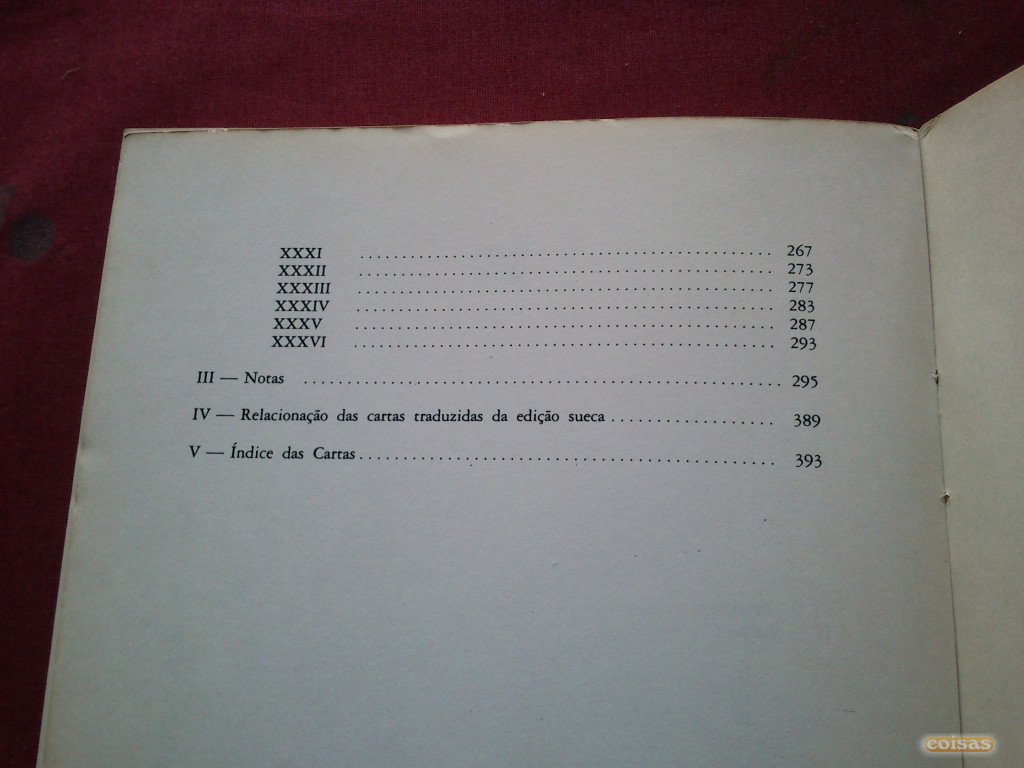 XXXI ........................................ 267
XXXII ........................................ 273
XXXIII ........................................ 277
XXXIV ........................................ 283
XXXV ........................................ 287
XXXVI ........................................ 293
III — Notas ............................................... 295
IV — Relacionação das cartas traduzidas da edição sueca .................. 389
V — Índice das Cartas ......................................... 393
coisas